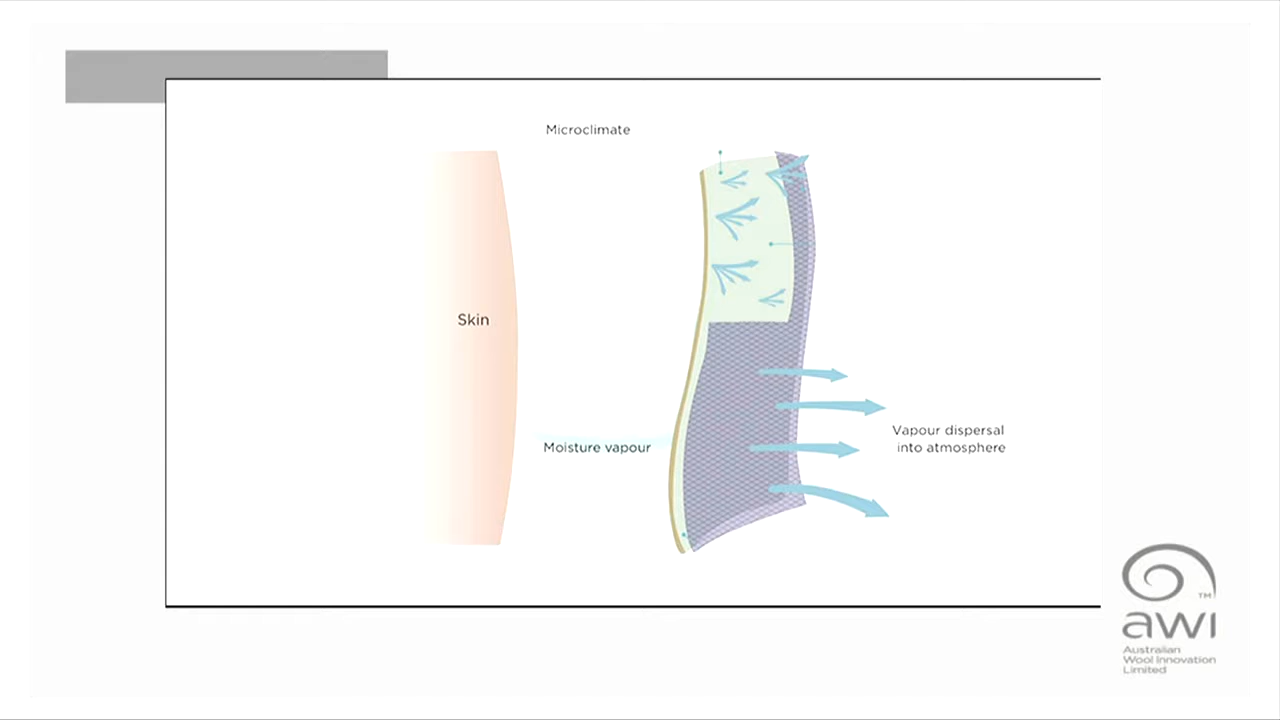 Microclimate
Skin
Moisture vapour
Vapour dispersal
into atmosphere
TM
awi
Australian
Wool Innovation
Limited